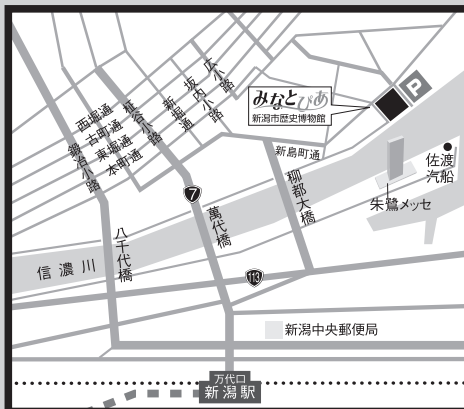 みなとぴあ
新潟市歴史博物館
P
広小路
坂内小路
新堀通
荘谷小路
西堀通
古町通
東堀通
本町通
鍛冶小路
新島町通
佐渡
汽船
朱鷺メッセ
柳都大橋
7
萬代橋
八千代橋
信濃川
113
新潟中央郵便局
万代口
新潟駅